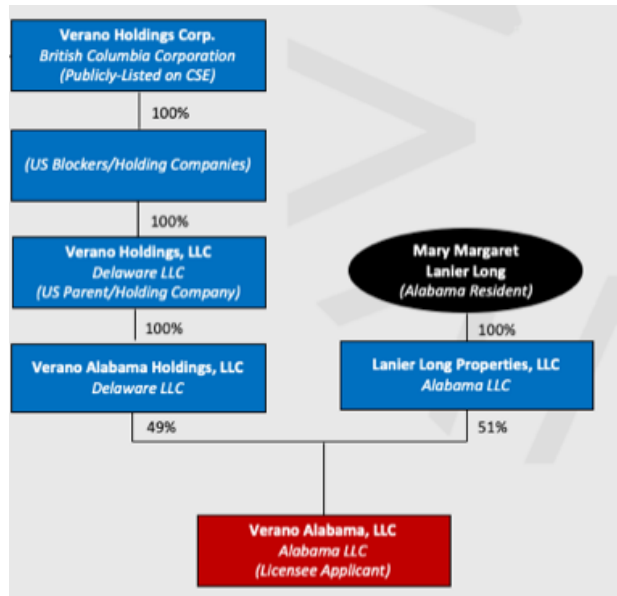 Verano Holdings Corp.
British Columbia Corporation
(Publicly-Listed on CSE)
100%
(US Blockers/Holding Companies)
100%
Verano Holdings, LLC
Delaware LLC
(US Parent/Holding Company)
Mary Margaret
Lanier Long
(Alabama Resident)
100%
100%
Verano Alabama Holdings, LLC
Delaware LLC
Lanier Long Properties, LLC
Alabama LLC
49%
51%
Verano Alabama, LLC
Alabama LLC
(Licensee Applicant)